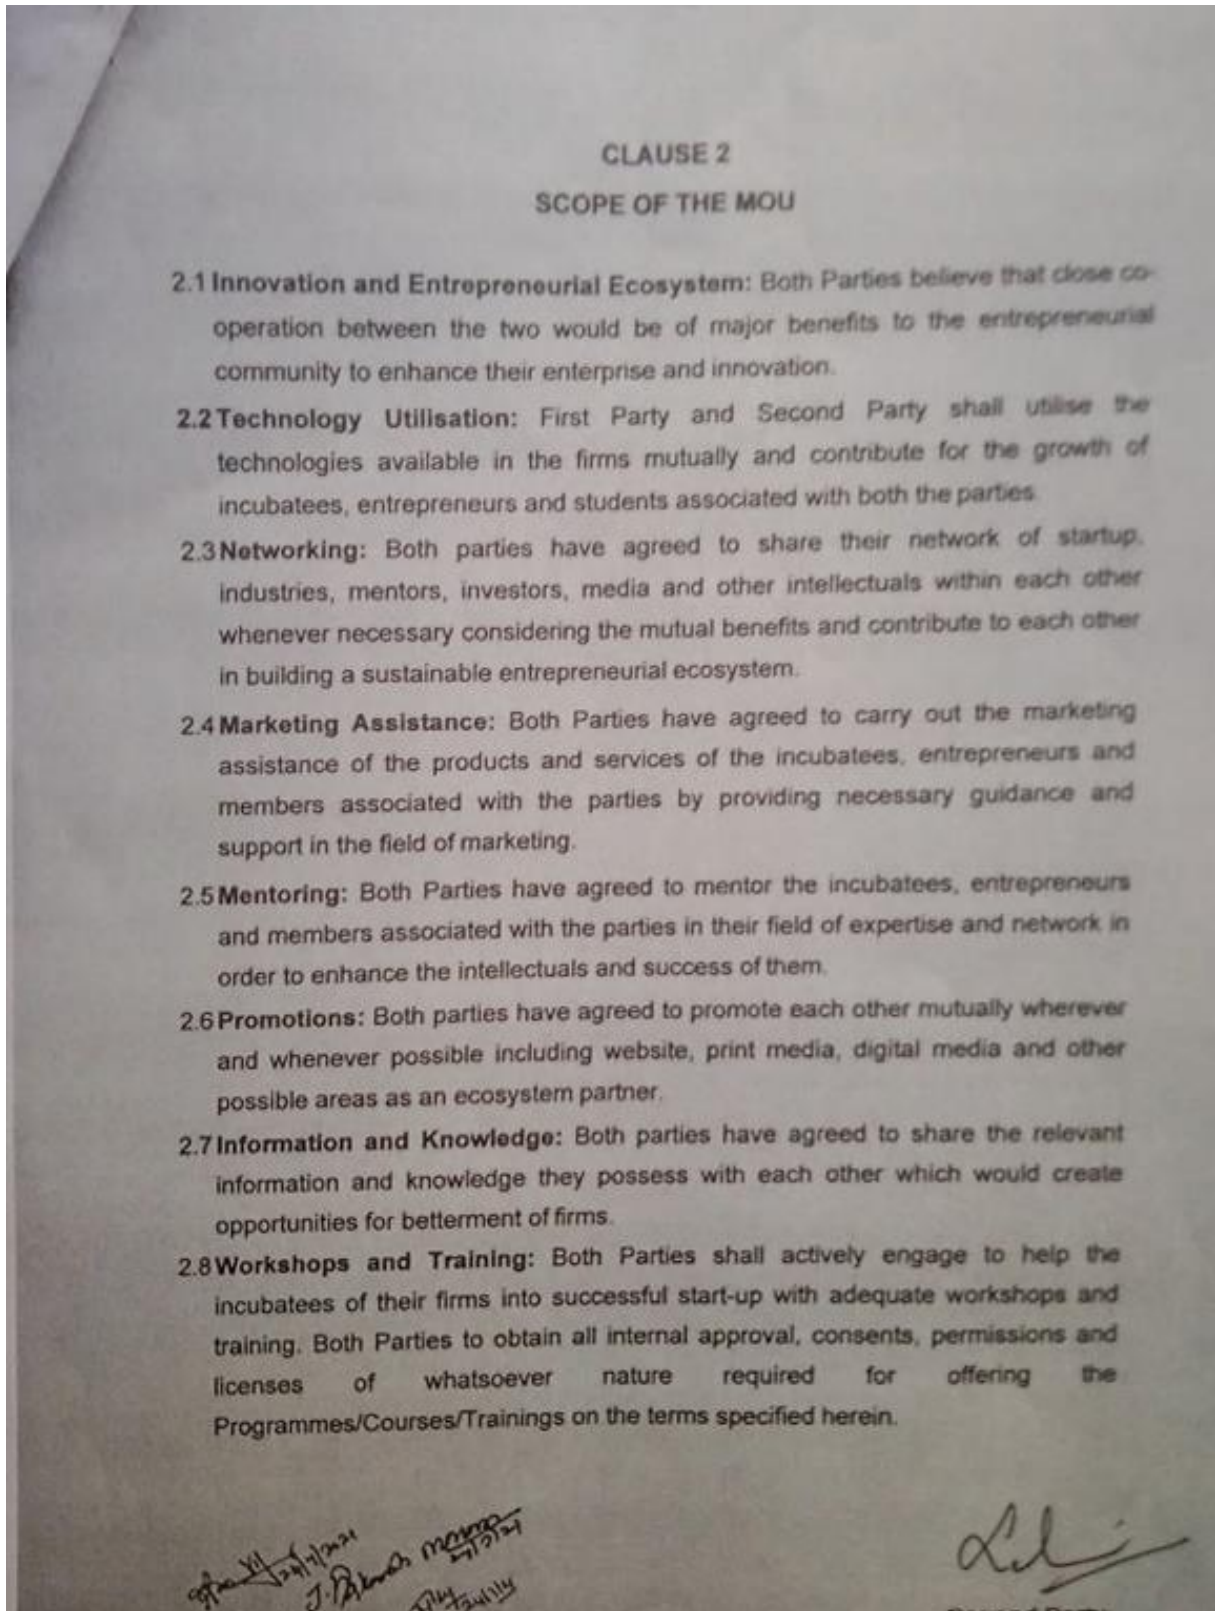 CLAUSE 2
SCOPE OF THE MOU
2.1 Innovation and Entrepreneurial Ecosystem: Both Parties believe that close co-
operation between the two would be of major benefits to the entrepreneurial
community to enhance their enterprise and innovation.
2.2 Technology Utilisation: First Party and Second Party shall utilise the
technologies available in the firms mutually and contribute for the growth of
incubatees, entrepreneurs and students associated with both the parties.
2.3 Networking: Both parties have agreed to share their network of startup,
industries, mentors, investors, media and other intellectuals within each other
whenever necessary considering the mutual benefits and contribute to each other
in building a sustainable entrepreneurial ecosystem.
2.4 Marketing Assistance: Both Parties have agreed to carry out the marketing
assistance of the products and services of the incubatees, entrepreneurs and
members associated with the parties by providing necessary guidance and
support in the field of marketing.
2.5 Mentoring: Both Parties have agreed to mentor the incubatees, entrepreneurs
and members associated with the parties in their field of expertise and network in
order to enhance the intellectuals and success of them.
2.6 Promotions: Both parties have agreed to promote each other mutually wherever
and whenever possible including website, print media, digital media and other
possible areas as an ecosystem partner.
2.7 Information and Knowledge: Both parties have agreed to share the relevant
information and knowledge they possess with each other which would create
opportunities for betterment of firms.
2.8 Workshops and Training: Both Parties shall actively engage to help the
incubatees of their firms into successful start-up with adequate workshops and
training. Both Parties to obtain all internal approval, consents, permissions and
licenses of whatsoever nature required for offering the
Programmes/Courses/Trainings on the terms specified herein.